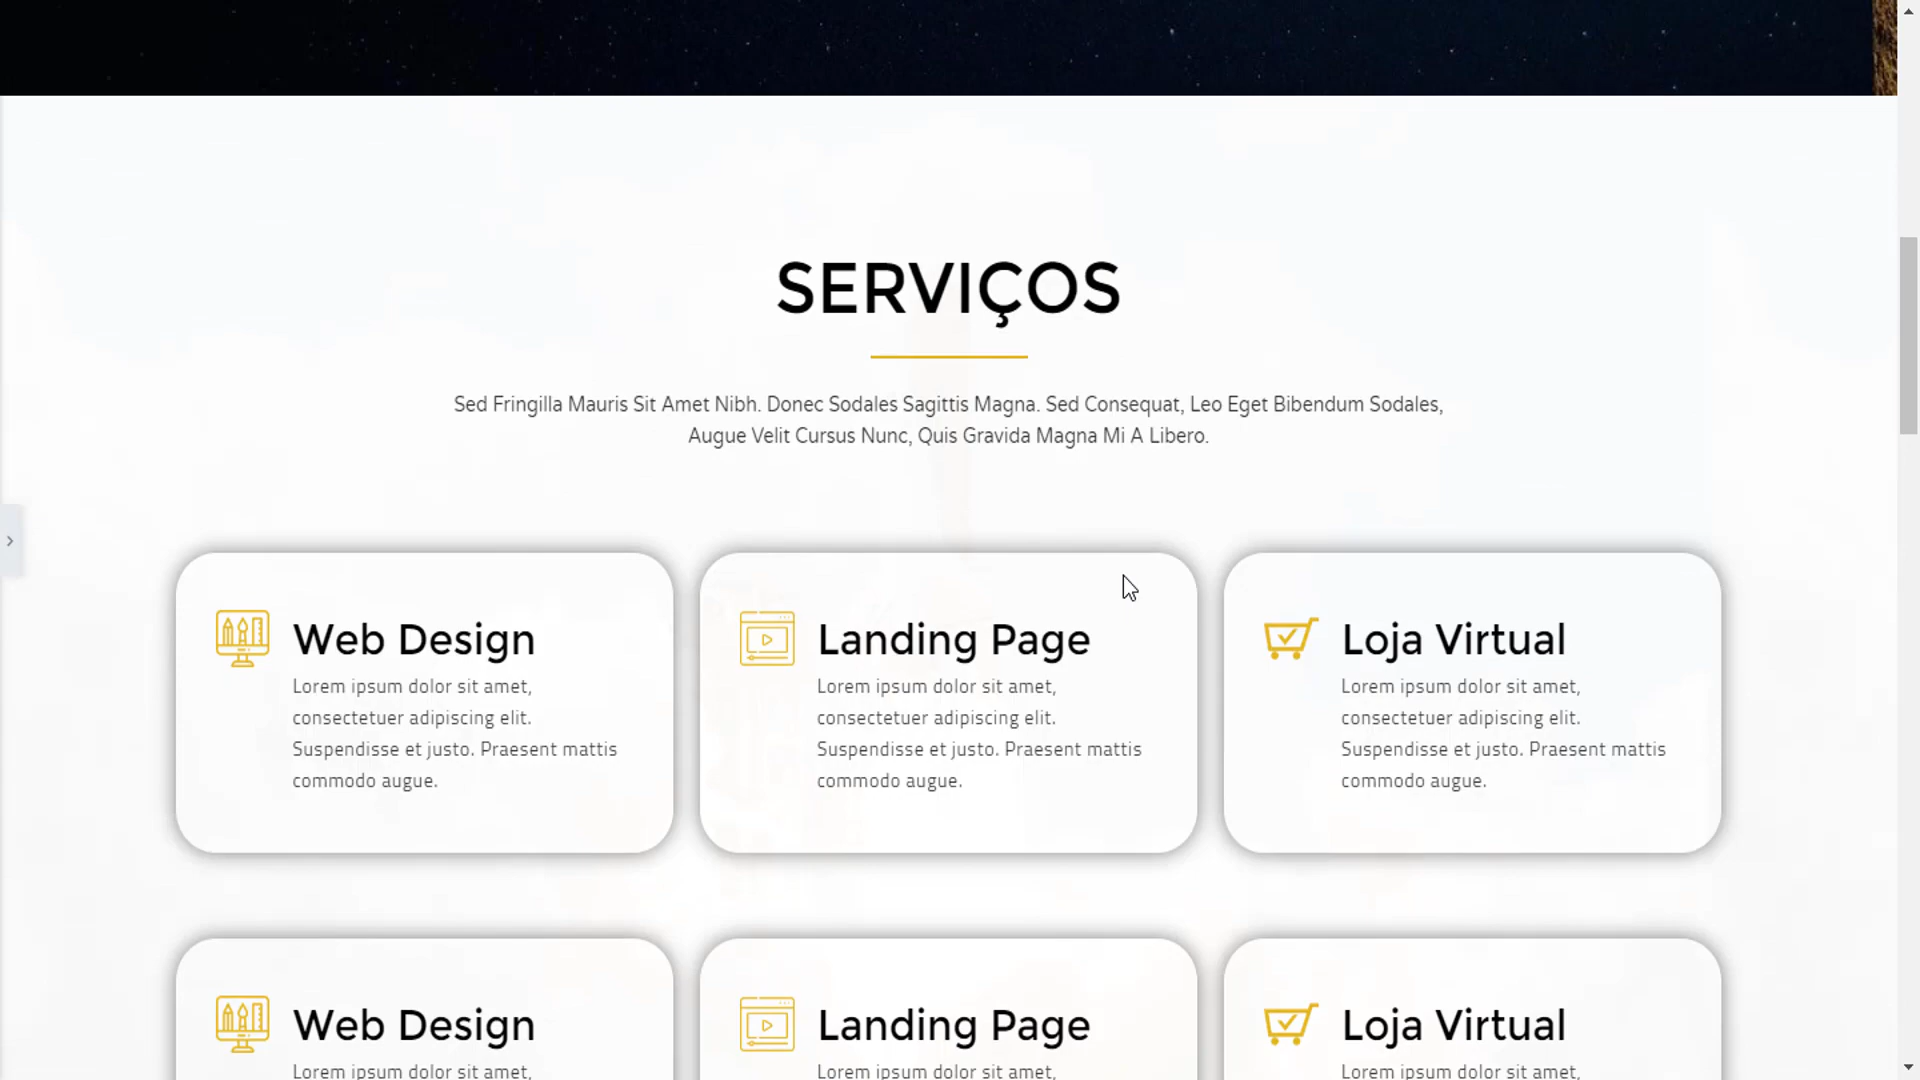 SERVIÇOS
Sed Fringilla Mauris Sit Amet Nibh. Donec Sodales Sagittis Magna. Sed Consequat, Leo Eget Bibendum Sodales,
Augue Velit Cursus Nunc, Quis Gravida Magna Mi A Libero.
Web Design
Lorem ipsum dolor sit amet,
consectetuer adipiscing elit.
Suspendisse et justo. Praesent mattis
commodo augue.
Landing Page
Lorem ipsum dolor sit amet,
consectetuer adipiscing elit.
Suspendisse et justo. Praesent mattis
commodo augue.
Loja Virtual
Lorem ipsum dolor sit amet,
consectetuer adipiscing elit.
Suspendisse et justo. Praesent mattis
commodo augue.
Web Design
Lorem ipsum dolor sit amet,
Landing Page
Lorem ipsum dolor sit amet,
Loja Virtual
Lorem ipsum dolor sit amet,